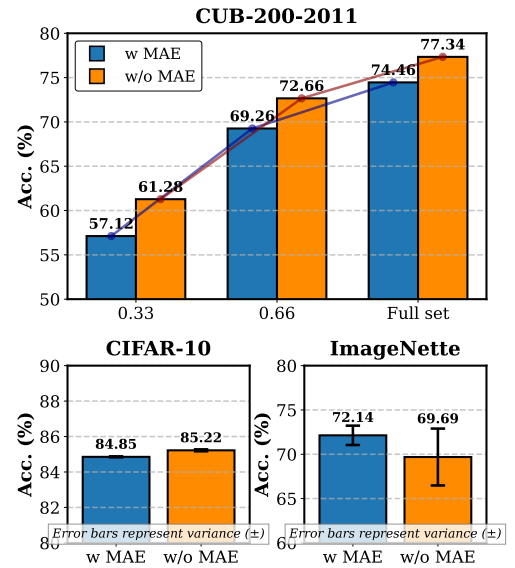 CUB-200-2011
80
75
70
65
60
55
50
Acc. (%)
w MAE
w/o MAE
57.12
61.28
69.26
72.66
74.46
77.34
0.33
0.66
Full set
CIFAR-10
90
88
86
84
82
80
Acc. (%)
84.85
85.22
Error bars represent variance (±)
w MAE
w/o MAE
ImageNette
80
75
70
65
60
Acc. (%)
72.14
69.69
Error bars represent variance (±)
w MAE
w/o MAE